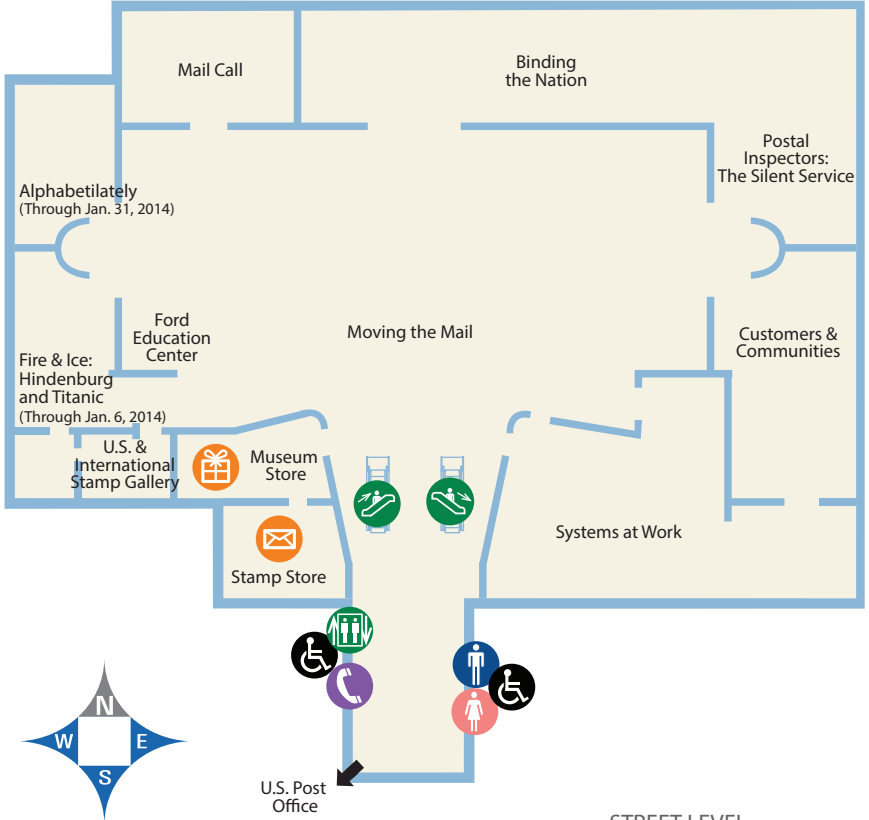 Mail Call
Binding
the Nation
Postal
Inspectors:
The Silent Service
Alphabetilately
(Through Jan. 31, 2014)
Ford
Education
Center
Moving the Mail
Customers &
Communities
Fire & Ice:
Hindenburg
and Titanic
(Through Jan. 6, 2014)
U.S. &
International
Stamp Gallery
Museum
Store
Systems at Work
Stamp Store
N
W
E
S
U.S. Post
Office
STREET LEVEL